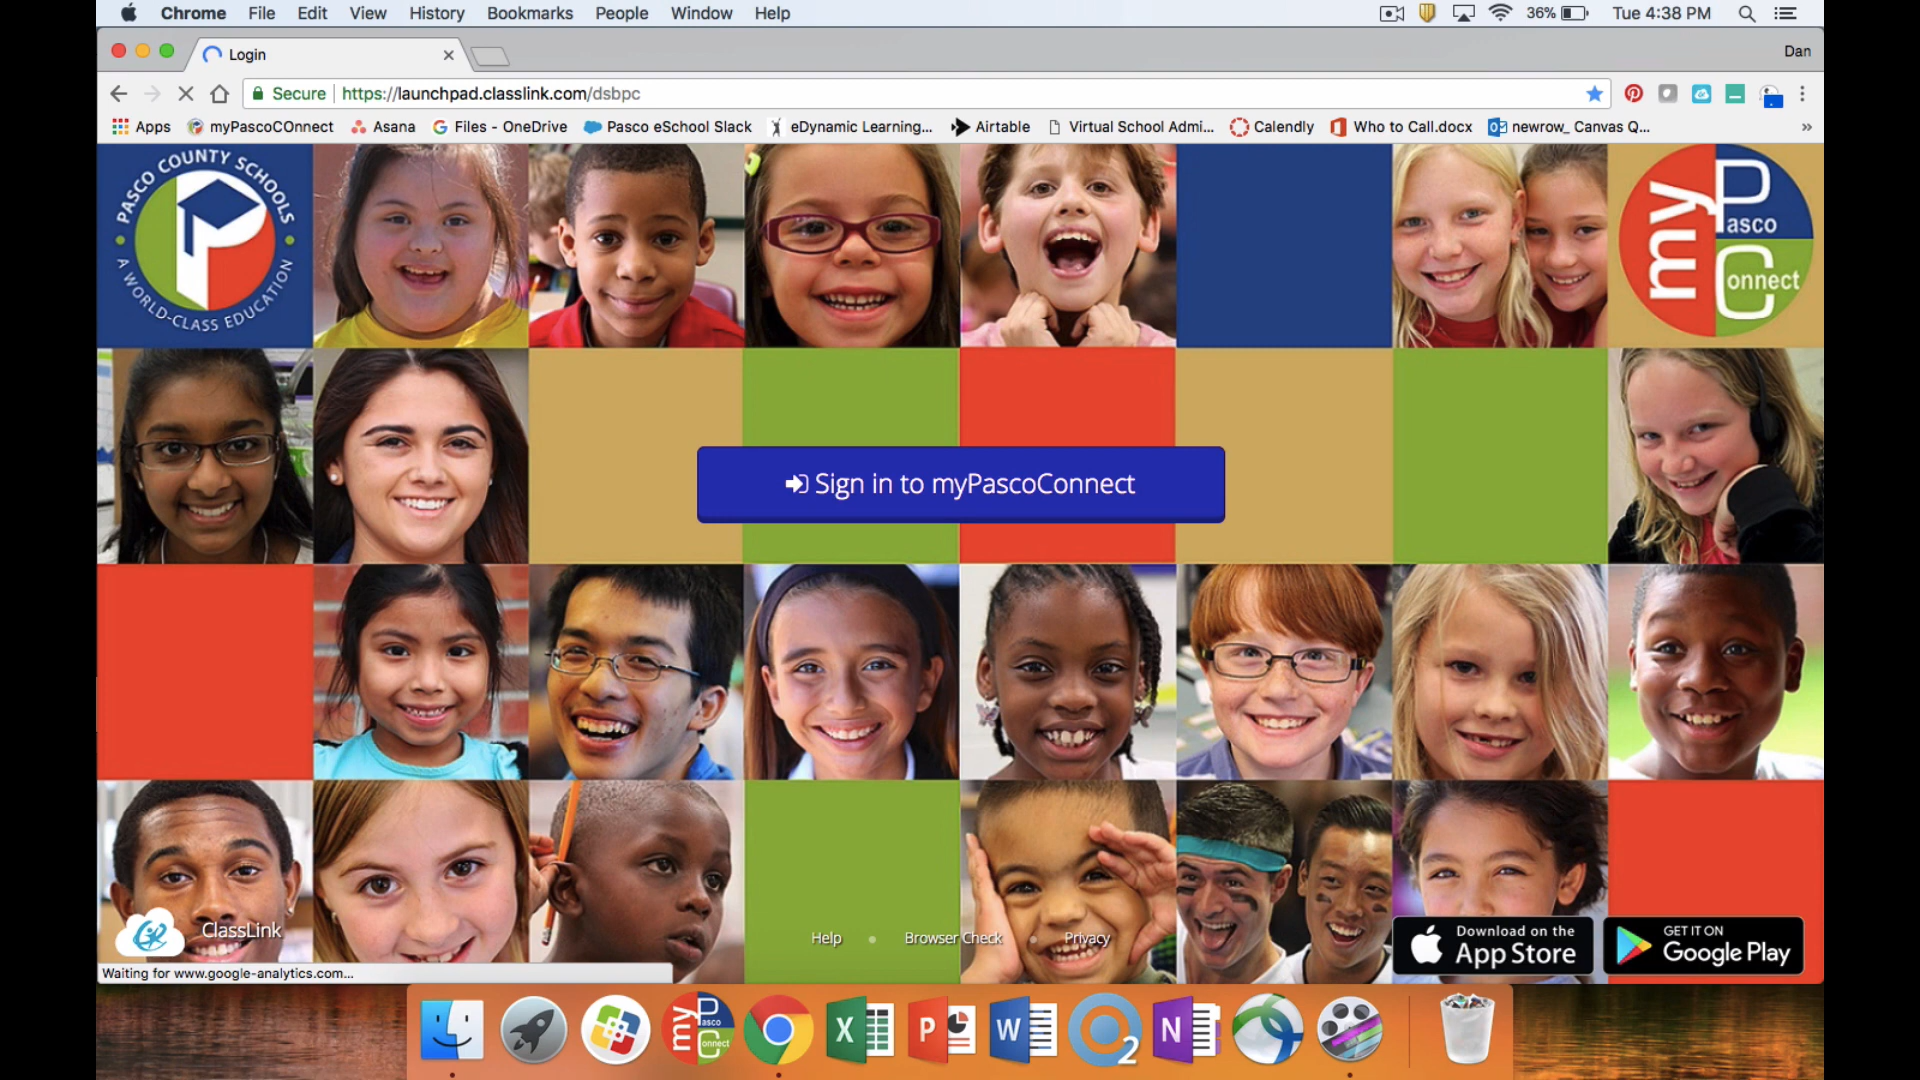 Chrome File Edit View History Bookmarks People Window Help 36% Tue 4:38 PM
Login Dan
Secure https://launchpad.classlink.com/dsbpc
Apps myPascoCOnnect Asana Files - OneDrive Pasco eSchool Slack eDynamic Learning... Airtable Virtual School Admi... Calendly Who to Call.docx newrow_ Canvas Q... »
PASCO COUNTY SCHOOLS
A WORLD-CLASS EDUCATION
my Pasco Connect
Sign in to myPascoConnect
ClassLink
Help Browser Check Privacy
Download on the
App Store
GET IT ON
Google Play
Waiting for www.google-analytics.com...
my Pasco Connect
X P W 2 N